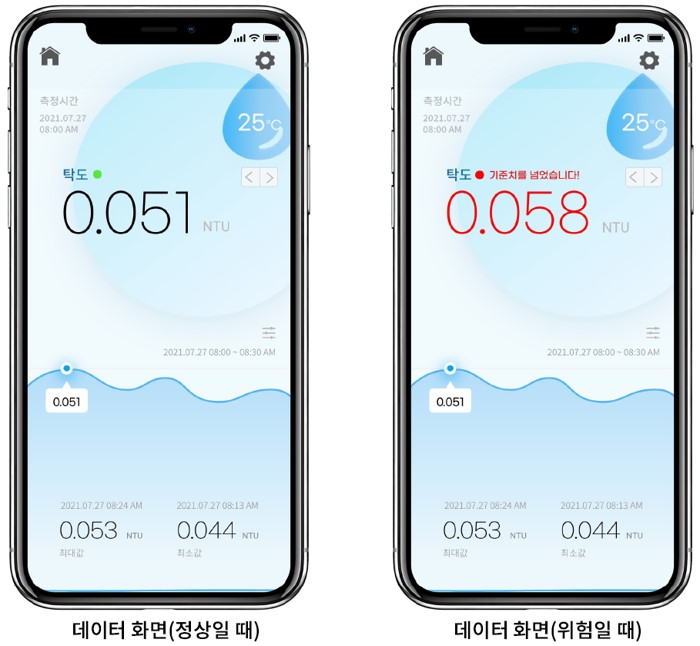 측정시간
2021.07.27
08:00 AM
25°C
탁도
0.051 NTU
2021.07.27 08:00 ~ 08:30 AM
0.051
2021.07.27 08:24 AM 2021.07.27 08:13 AM
0.053 NTU 0.044 NTU
최대값 최소값
데이터 화면(정상일 때)
측정시간
2021.07.27
08:00 AM
25°C
탁도 기준치를 넘었습니다!
0.058 NTU
2021.07.27 08:00 ~ 08:30 AM
0.051
2021.07.27 08:24 AM 2021.07.27 08:13 AM
0.053 NTU 0.044 NTU
최대값 최소값
데이터 화면(위험일 때)